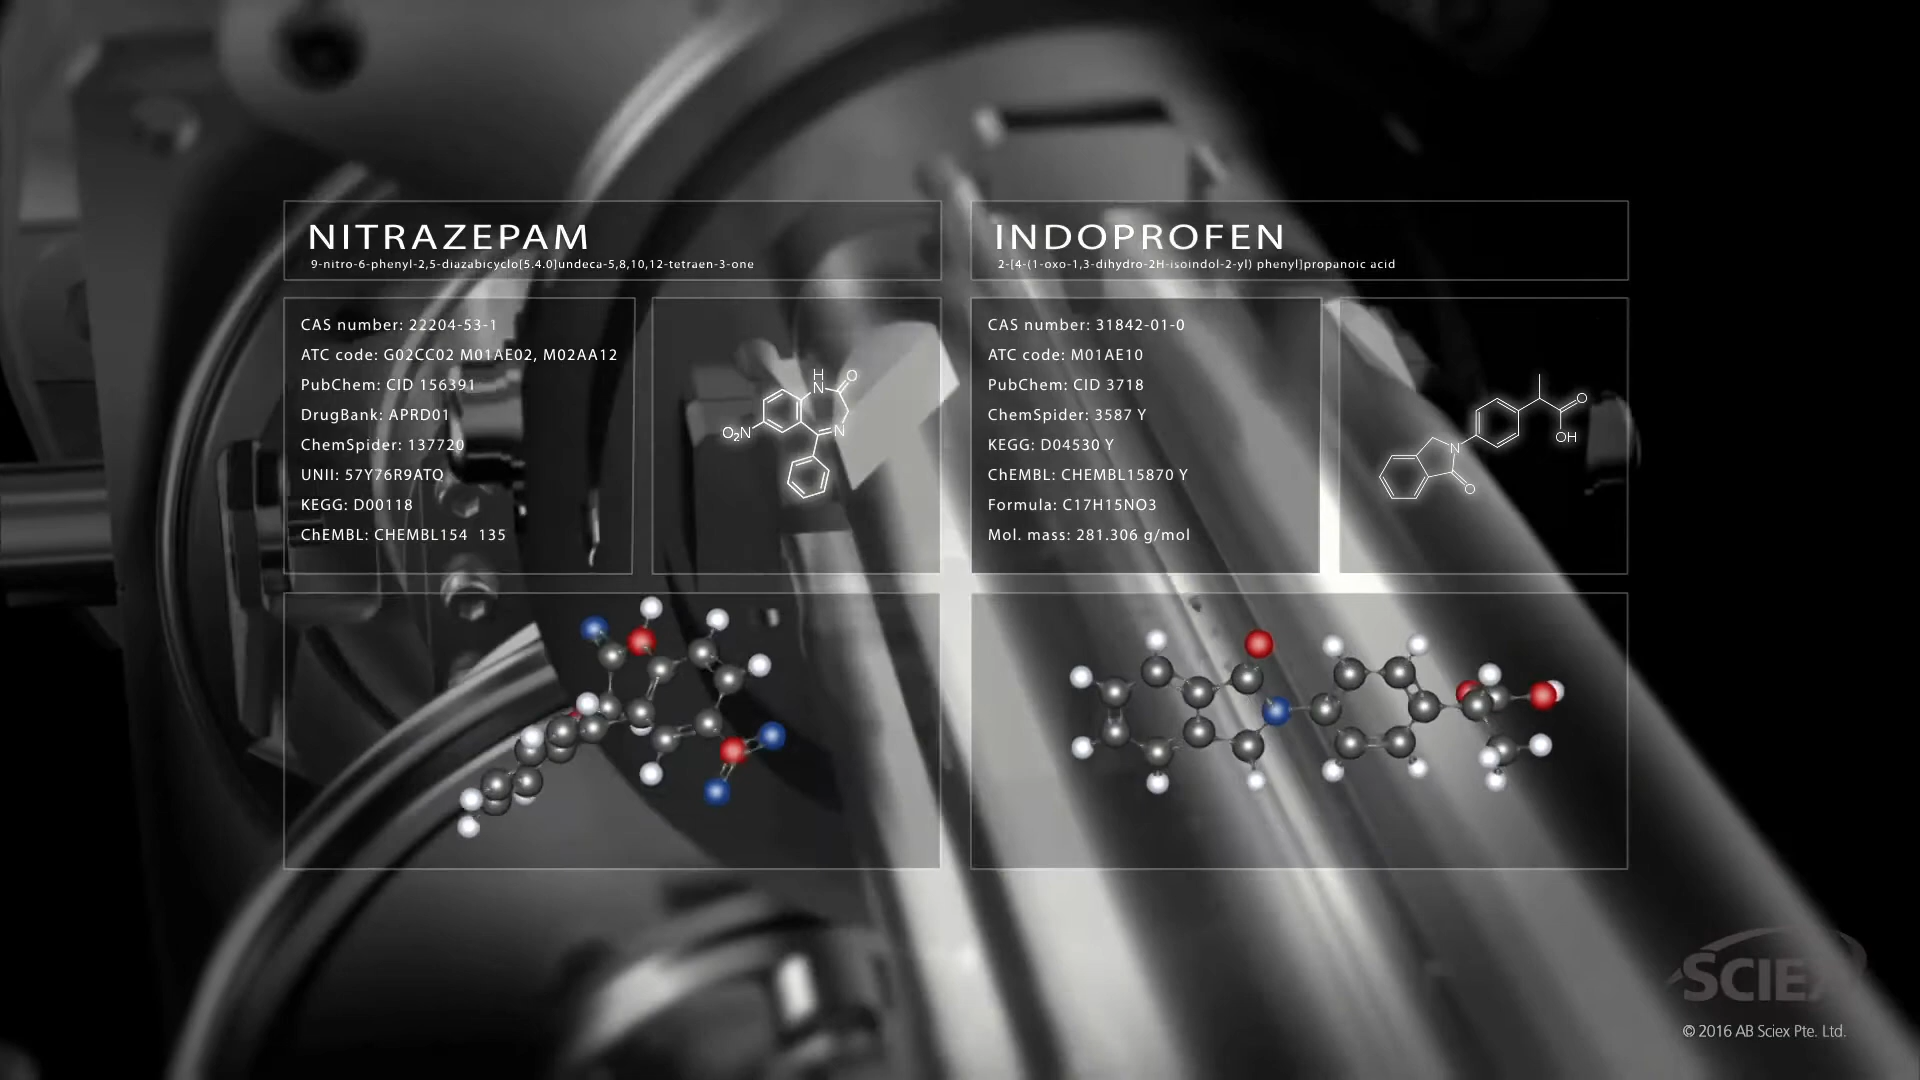 NITRAZEPAM
9-nitro-6-phenyl-2,5-diazabicyclo[5.4.0]undeca-5,8,10,12-tetraen-3-one
CAS number: 22204-53-1
ATC code: G02CC02 M01AE02, M02AA12
PubChem: CID 156391
DrugBank: APRD01
ChemSpider: 137720
UNII: 57Y76R9ATQ
KEGG: D00118
ChEMBL: CHEMBL154 135
H
N
O
O2N
N
INDOPROFEN
2-[4-(1-oxo-1,3-dihydro-2H-isoindol-2-yl) phenyl]propanoic acid
CAS number: 31842-01-0
ATC code: M01AE10
PubChem: CID 3718
ChemSpider: 3587 Y
KEGG: D04530 Y
ChEMBL: CHEMBL15870 Y
Formula: C17H15NO3
Mol. mass: 281.306 g/mol
O
OH
N
O
SCIEX
© 2016 AB Sciex Pte. Ltd.